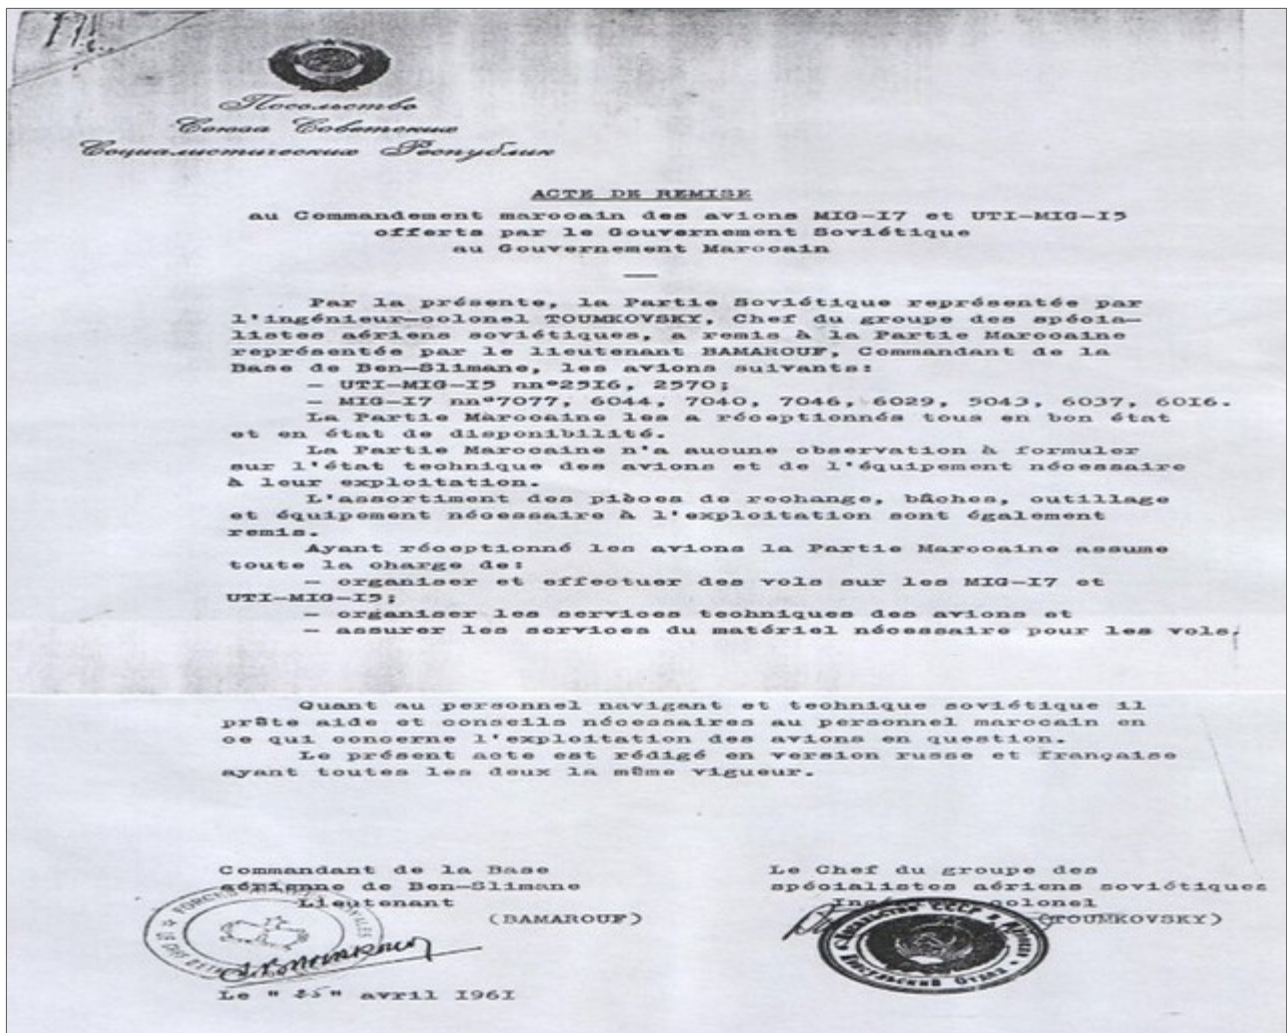 Посольство
Союза Советских
Социалистических Республик
ACTE DE REMISE
au Commandement marocain des avions MIG-I7 et UTI-MIG-I5
offerts par le Gouvernement Soviétique
au Gouvernement Marocain
Par la présente, la Partie Soviétique représentée par
l'ingénieur-colonel TOUMKOVSKY, Chef du groupe des spécia-
listes aériens soviétiques, a remis à la Partie Marocaine
représentée par le lieutenant BAMAROUF, Commandant de la
Base de Ben-Slimane, les avions suivants:
- UTI-MIG-I5 nn°25I6, 2570;
- MIG-I7 nn°7077, 6044, 7040, 7046, 6029, 5043, 6037, 60I6.
La Partie Marocaine les a réceptionnés tous en bon état
et en état de disponibilité.
La Partie Marocaine n'a aucune observation à formuler
sur l'état technique des avions et de l'équipement nécessaire
à leur exploitation.
L'assortiment des pièces de rechange, bâches, outillage
et équipement nécessaire à l'exploitation sont également
remis.
Ayant réceptionné les avions la Partie Marocaine assume
toute la charge de:
- organiser et effectuer des vols sur les MIG-I7 et
UTI-MIG-I5;
- organiser les services techniques des avions et
- assurer les services du matériel nécessaire pour les vols.
Quant au personnel navigant et technique soviétique il
prête aide et conseils nécessaires au personnel marocain en
ce qui concerne l'exploitation des avions en question.
Le présent acte est rédigé en version russe et française
ayant toutes les deux la même vigueur.
Commandant de la Base
aérienne de Ben-Slimane
Lieutenant
(BAMAROUF)
Le "25" avril I96I
Le Chef du groupe des
spécialistes aériens soviétiques
colonel
(TOUMKOVSKY)
FORCES
СССР в Марокко
Консульский Отдел